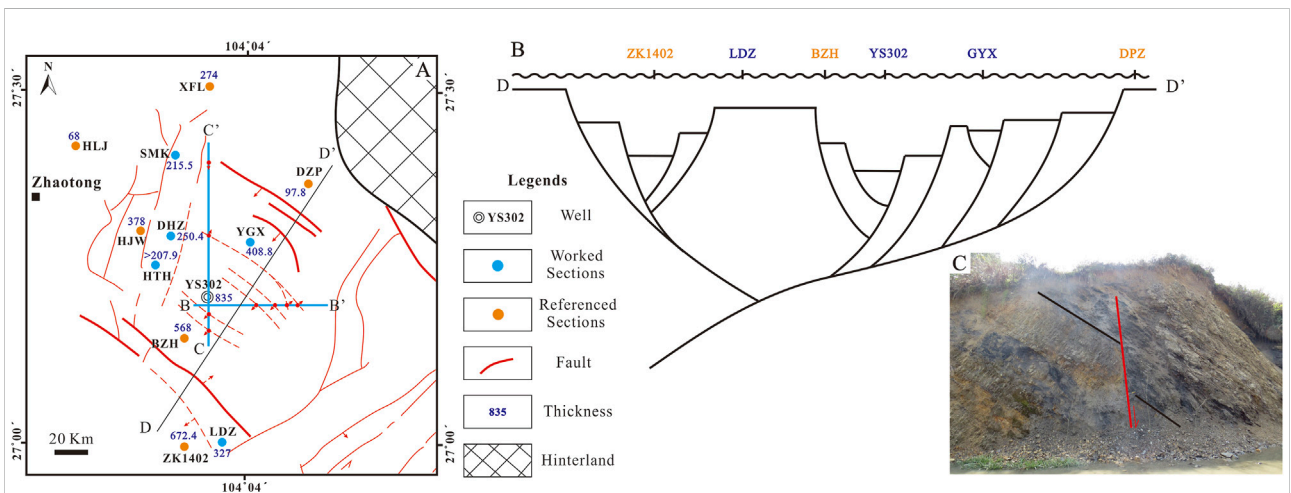 104°04′
A
N
27°30′
27°30′
274
XFL
C'
68
HLJ
SMK
215.5
D'
DZP
97.8
Zhaotong
378
HJW
DHZ
250.4
YGX
408.8
>207.9
HTH
YS302
835
B
B'
568
BZH
C
D
20 Km
672.4
ZK1402
LDZ
327
27°00′
27°00′
104°04′
Legends
YS302 Well
Worked
Sections
Referenced
Sections
Fault
835 Thickness
Hinterland
B
ZK1402 LDZ BZH YS302 GYX DPZ
D D'
C